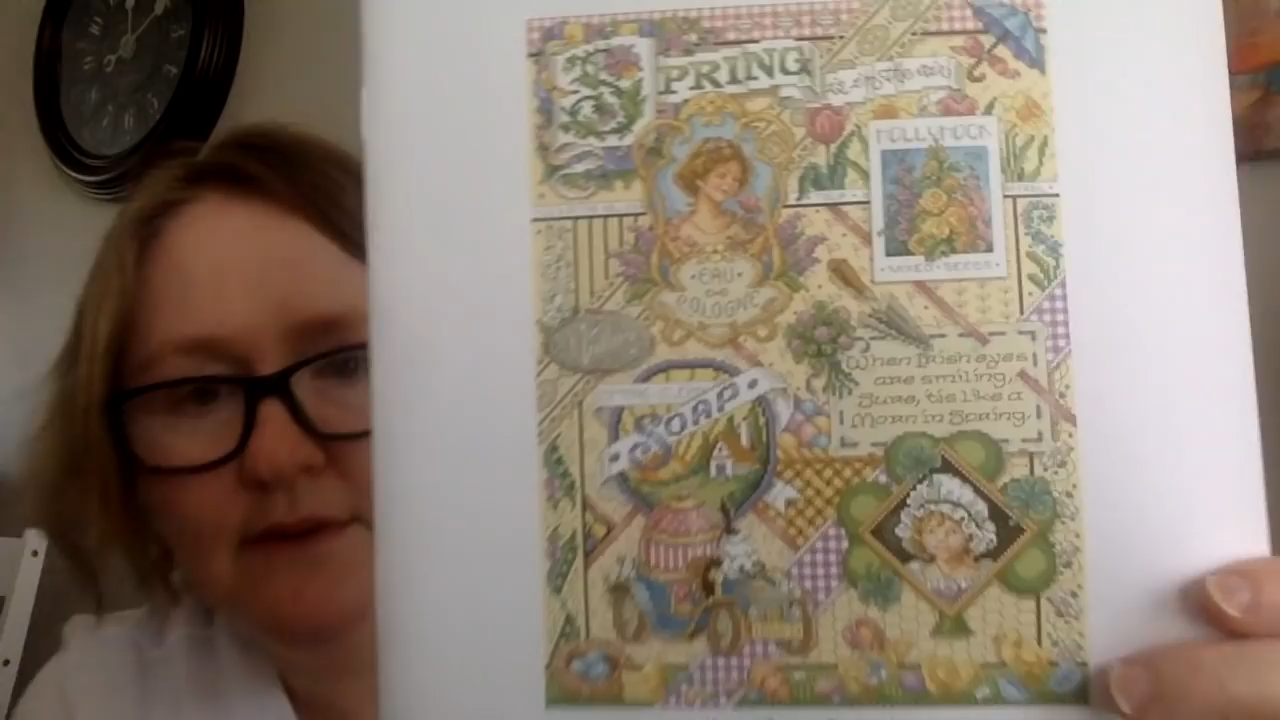 SPRING
HOLLYHOCK
MIXED • SEEDS
• EAU •
DE
COLOGNE
SOAP
When Irish eyes
are smiling,
Sure, 'tis like a
Morn in Spring.